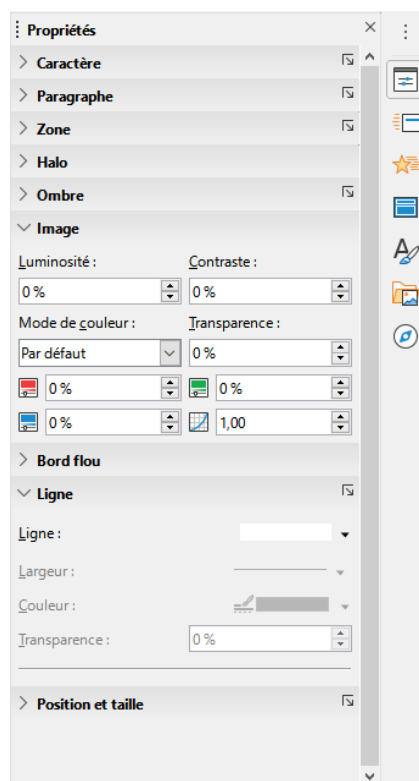 Propriétés
Caractère
Paragraphe
Zone
Halo
Ombre
Image
Luminosité : Contraste :
0 % 0 %
Mode de couleur : Transparence :
Par défaut 0 %
0 % 0 %
0 % 1,00
Bord flou
Ligne
Ligne :
Largeur :
Couleur :
Transparence : 0 %
Position et taille